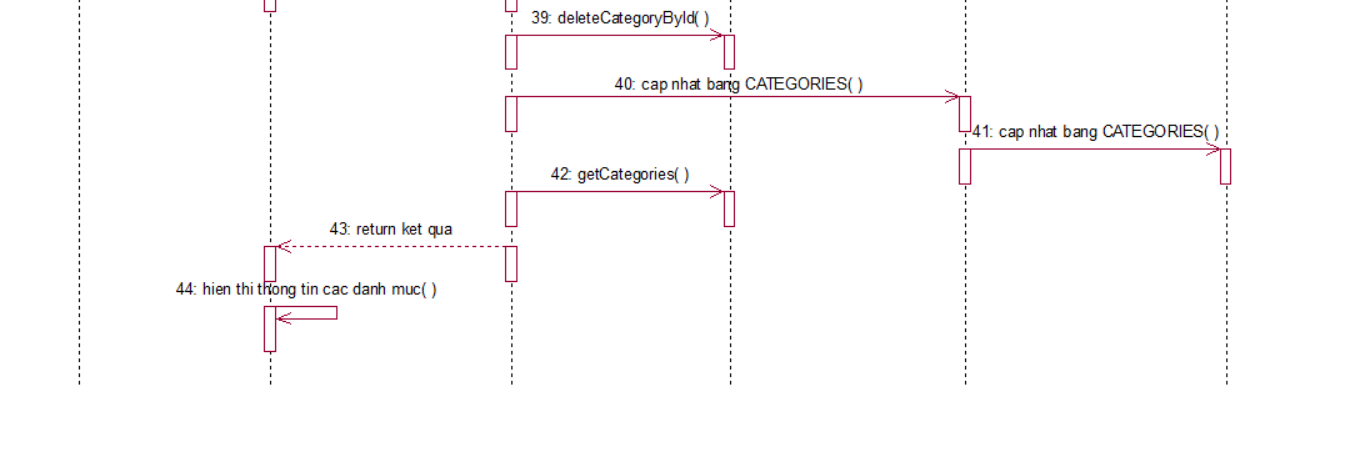 39: deleteCategoryById( )
40: cap nhat bang CATEGORIES( )
41: cap nhat bang CATEGORIES( )
42: getCategories( )
43: return ket qua
44: hien thi thong tin cac danh muc( )